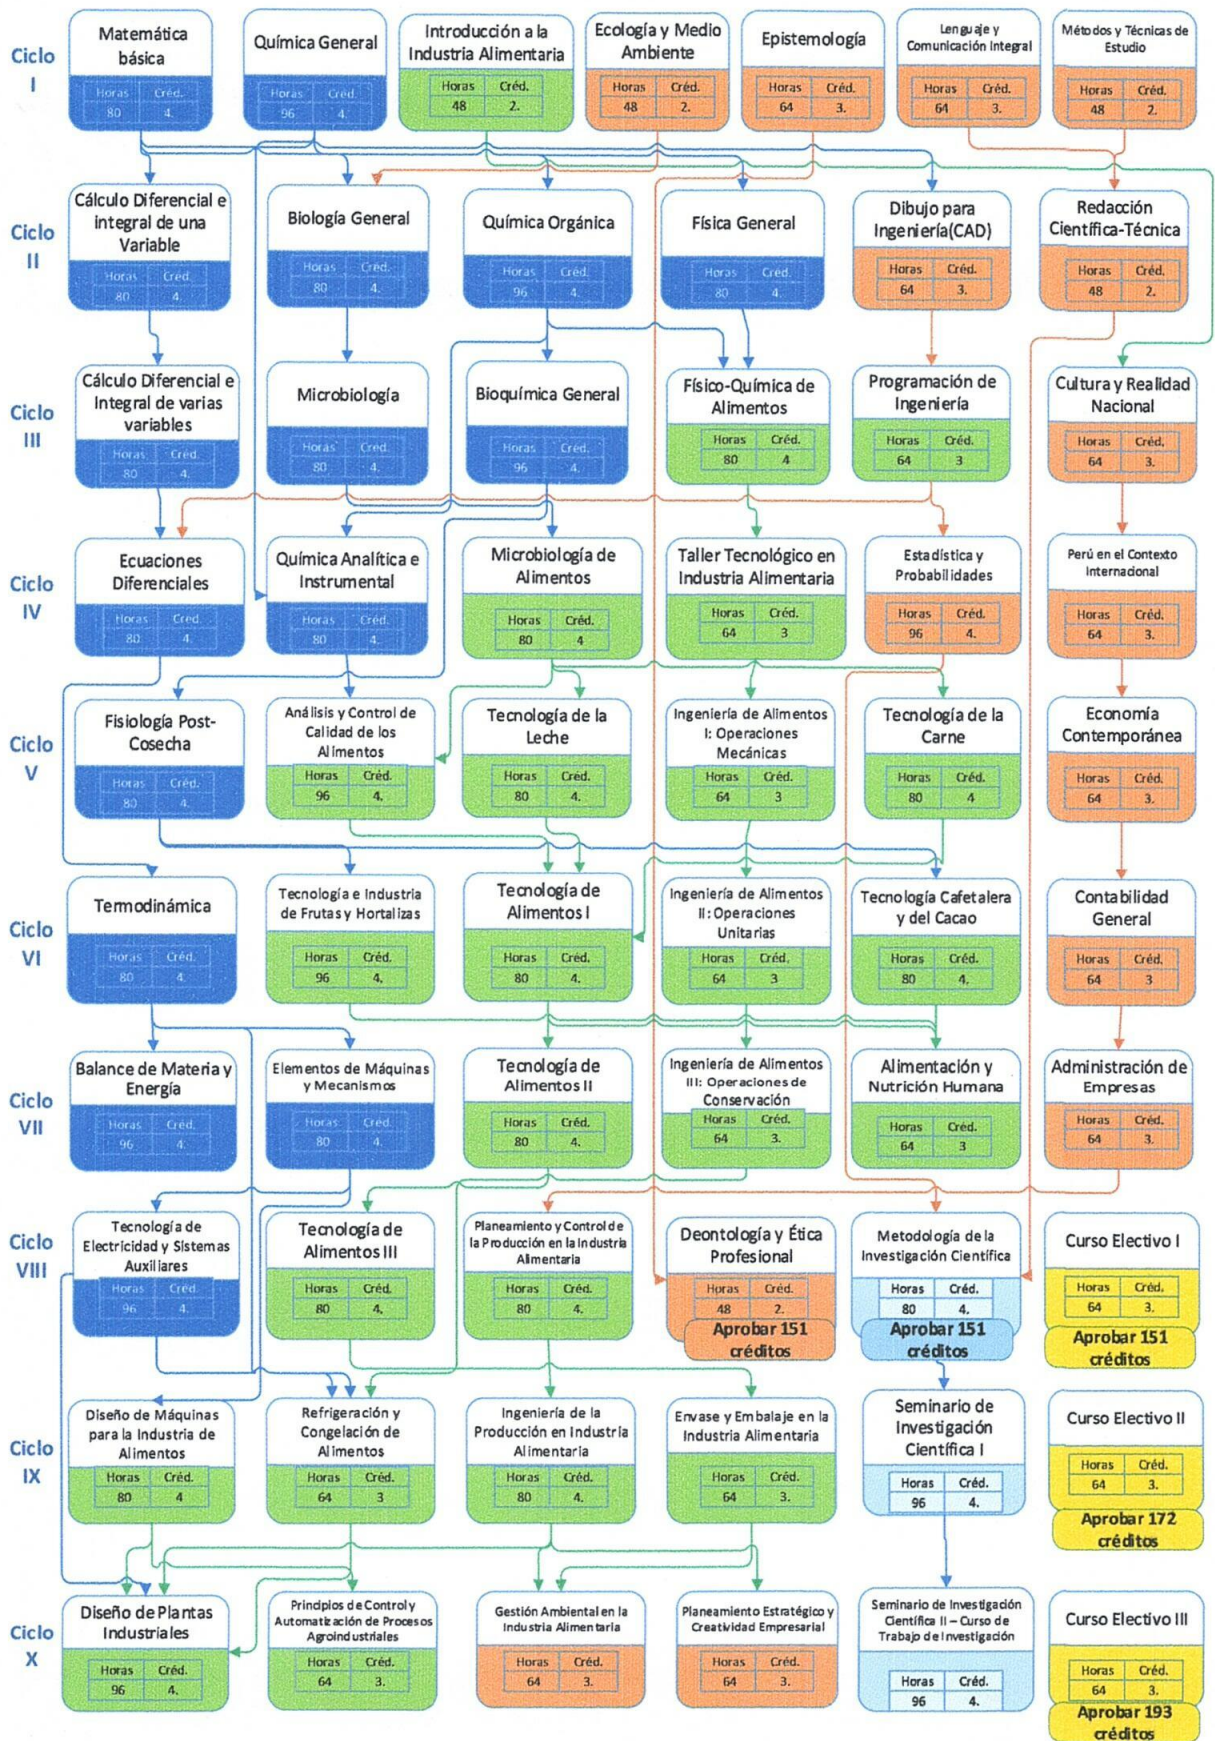 Ciclo
I
Matemática
básica
Horas Créd.
80 4.
Química General
Horas Créd.
96 4.
Introducción a la
Industria Alimentaria
Horas Créd.
48 2.
Ecología y Medio
Ambiente
Horas Créd.
48 2.
Epistemología
Horas Créd.
64 3.
Lenguaje y
Comunicación Integral
Horas Créd.
64 3.
Métodos y Técnicas de
Estudio
Horas Créd.
48 2.
Ciclo
II
Cálculo Diferencial e
integral de una
Variable
Horas Créd.
80 4.
Biología General
Horas Créd.
80 4.
Química Orgánica
Horas Créd.
96 4.
Física General
Horas Créd.
80 4.
Dibujo para
Ingeniería(CAD)
Horas Créd.
64 3.
Redacción
Científica-Técnica
Horas Créd.
48 2.
Ciclo
III
Cálculo Diferencial e
Integral de varias
variables
Horas Créd.
80 4.
Microbiología
Horas Créd.
80 4.
Bioquímica General
Horas Créd.
96 4.
Físico-Química de
Alimentos
Horas Créd.
80 4
Programación de
Ingeniería
Horas Créd.
64 3
Cultura y Realidad
Nacional
Horas Créd.
64 3.
Ciclo
IV
Ecuaciones
Diferenciales
Horas Créd.
80 4.
Química Analítica e
Instrumental
Horas Créd.
80 4.
Microbiología de
Alimentos
Horas Créd.
80 4
Taller Tecnológico en
Industria Alimentaria
Horas Créd.
64 3
Estadística y
Probabilidades
Horas Créd.
96 4.
Perú en el Contexto
Internacional
Horas Créd.
64 3.
Ciclo
V
Fisiología Post-
Cosecha
Horas Créd.
80 4.
Análisis y Control de
Calidad de los
Alimentos
Horas Créd.
96 4.
Tecnología de la
Leche
Horas Créd.
80 4.
Ingeniería de Alimentos
I: Operaciones
Mecánicas
Horas Créd.
64 3
Tecnología de la
Carne
Horas Créd.
80 4
Economía
Contemporánea
Horas Créd.
64 3.
Ciclo
VI
Termodinámica
Horas Créd.
80 4.
Tecnología e Industria
de Frutas y Hortalizas
Horas Créd.
96 4.
Tecnología de
Alimentos I
Horas Créd.
80 4.
Ingeniería de Alimentos
II: Operaciones
Unitarias
Horas Créd.
64 3
Tecnología Cafetalera
y del Cacao
Horas Créd.
80 4.
Contabilidad
General
Horas Créd.
64 3
Ciclo
VII
Balance de Materia y
Energía
Horas Créd.
96 4.
Elementos de Máquinas
y Mecanismos
Horas Créd.
80 4.
Tecnología de
Alimentos II
Horas Créd.
80 4.
Ingeniería de Alimentos
III: Operaciones de
Conservación
Horas Créd.
64 3.
Alimentación y
Nutrición Humana
Horas Créd.
64 3
Administración de
Empresas
Horas Créd.
64 3.
Ciclo
VIII
Tecnología de
Electricidad y Sistemas
Auxiliares
Horas Créd.
96 4.
Tecnología de
Alimentos III
Horas Créd.
80 4.
Planeamiento y Control de
la Producción en la Industria
Alimentaria
Horas Créd.
80 4.
Deontología y Ética
Profesional
Horas Créd.
48 2.
Aprobar 151
créditos
Metodología de la
Investigación Científica
Horas Créd.
80 4.
Aprobar 151
créditos
Curso Electivo I
Horas Créd.
64 3.
Aprobar 151
créditos
Ciclo
IX
Diseño de Máquinas
para la Industria de
Alimentos
Horas Créd.
80 4
Refrigeración y
Congelación de
Alimentos
Horas Créd.
64 3
Ingeniería de la
Producción en Industria
Alimentaria
Horas Créd.
80 4.
Envase y Embalaje en la
Industria Alimentaria
Horas Créd.
64 3.
Seminario de
Investigación
Científica I
Horas Créd.
96 4.
Curso Electivo II
Horas Créd.
64 3.
Aprobar 172
créditos
Ciclo
X
Diseño de Plantas
Industriales
Horas Créd.
96 4.
Principios de Control y
Automatización de Procesos
Agroindustriales
Horas Créd.
64 3.
Gestión Ambiental en la
Industria Alimentaria
Horas Créd.
64 3.
Planeamiento Estratégico y
Creatividad Empresarial
Horas Créd.
64 3.
Seminario de Investigación
Científica II – Curso de
Trabajo de Investigación
Horas Créd.
96 4.
Curso Electivo III
Horas Créd.
64 3.
Aprobar 193
créditos